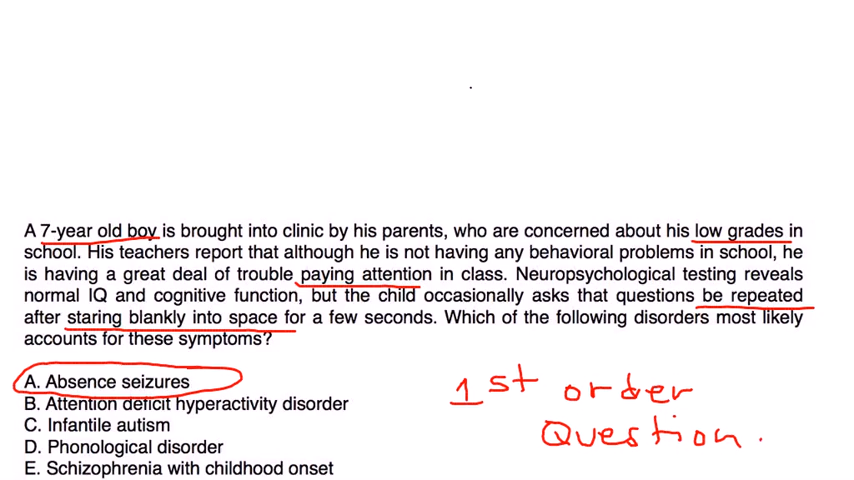 A 7-year old boy is brought into clinic by his parents, who are concerned about his low grades in
school. His teachers report that although he is not having any behavioral problems in school, he
is having a great deal of trouble paying attention in class. Neuropsychological testing reveals
normal IQ and cognitive function, but the child occasionally asks that questions be repeated
after staring blankly into space for a few seconds. Which of the following disorders most likely
accounts for these symptoms?
A. Absence seizures
B. Attention deficit hyperactivity disorder
C. Infantile autism
D. Phonological disorder
E. Schizophrenia with childhood onset
1st order
Question.